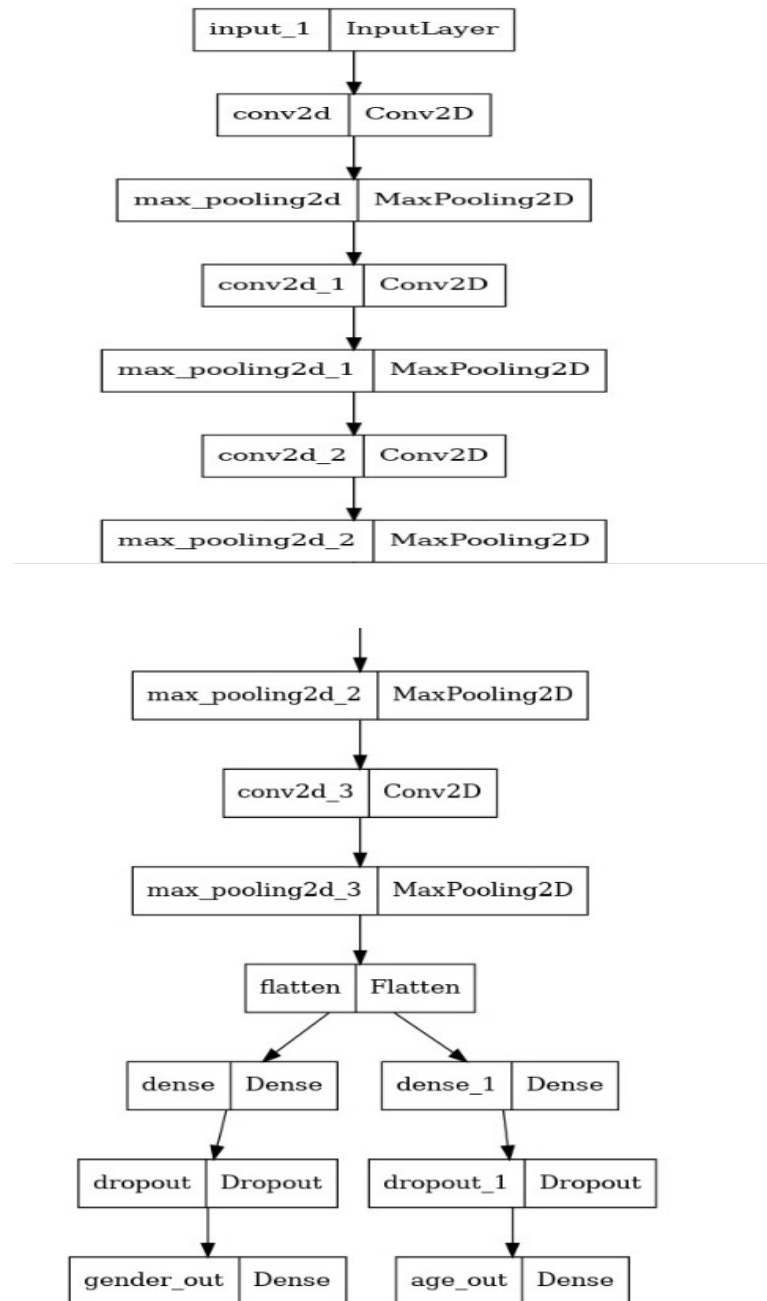 input_1 InputLayer
conv2d Conv2D
max_pooling2d MaxPooling2D
conv2d_1 Conv2D
max_pooling2d_1 MaxPooling2D
conv2d_2 Conv2D
max_pooling2d_2 MaxPooling2D
max_pooling2d_2 MaxPooling2D
conv2d_3 Conv2D
max_pooling2d_3 MaxPooling2D
flatten Flatten
dense Dense dense_1 Dense
dropout Dropout dropout_1 Dropout
gender_out Dense age_out Dense